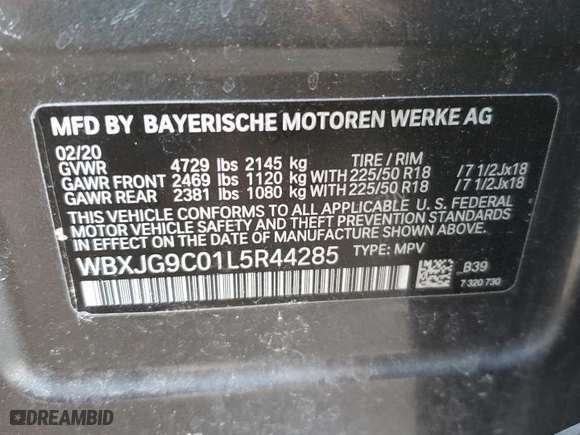 MFD BY BAYERISCHE MOTOREN WERKE AG
02/20
GVWR 4729 lbs 2145 kg TIRE / RIM
GAWR FRONT 2469 lbs 1120 kg WITH 225/50 R18 /7 1/2Jx18
GAWR REAR 2381 lbs 1080 kg WITH 225/50 R18 /7 1/2Jx18
THIS VEHICLE CONFORMS TO ALL APPLICABLE U. S. FEDERAL
MOTOR VEHICLE SAFETY, BUMPER, AND THEFT PREVENTION
STANDARDS IN EFFECT ON THE DATE OF MANUFACTURE SHOWN ABOVE.
WBXJG9C01L5R44285 TYPE: MPV
_B39
7 320 730
DREAMBID